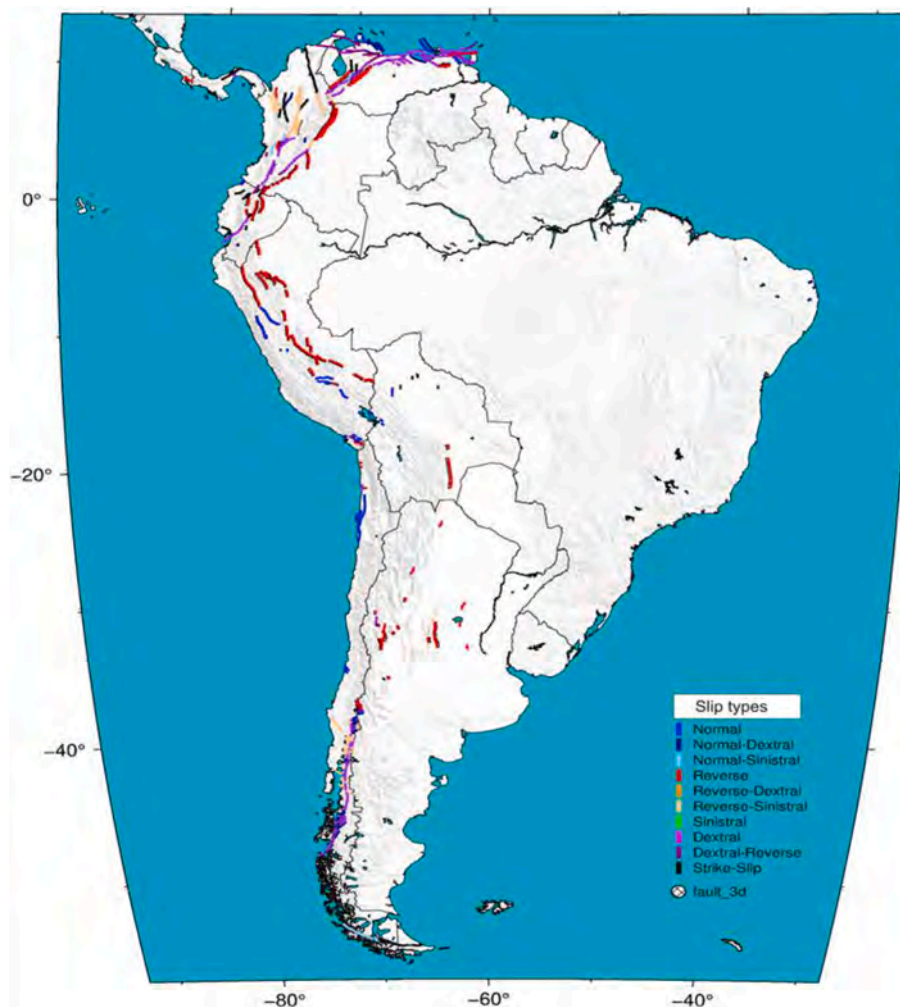 0°
−20°
−40°
Slip types
Normal
Normal-Dextral
Normal-Sinistral
Reverse
Reverse-Dextral
Reverse-Sinistral
Sinistral
Dextral
Dextral-Reverse
Strike-Slip
fault_3d
−80°
−60°
−40°